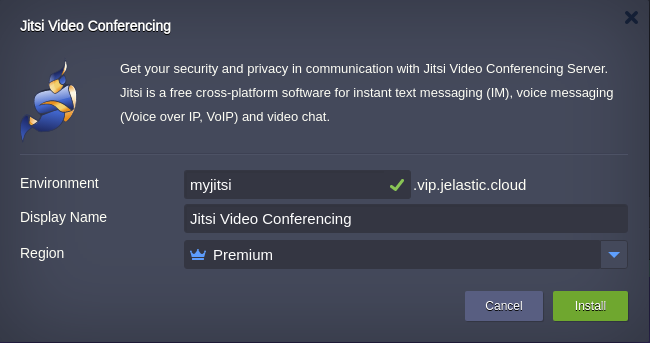 Jitsi Video Conferencing
Get your security and privacy in communication with Jitsi Video Conferencing Server.
Jitsi is a free cross-platform software for instant text messaging (IM), voice messaging
(Voice over IP, VoIP) and video chat.
Environment myjitsi .vip.jelastic.cloud
Display Name Jitsi Video Conferencing
Region Premium
Cancel Install